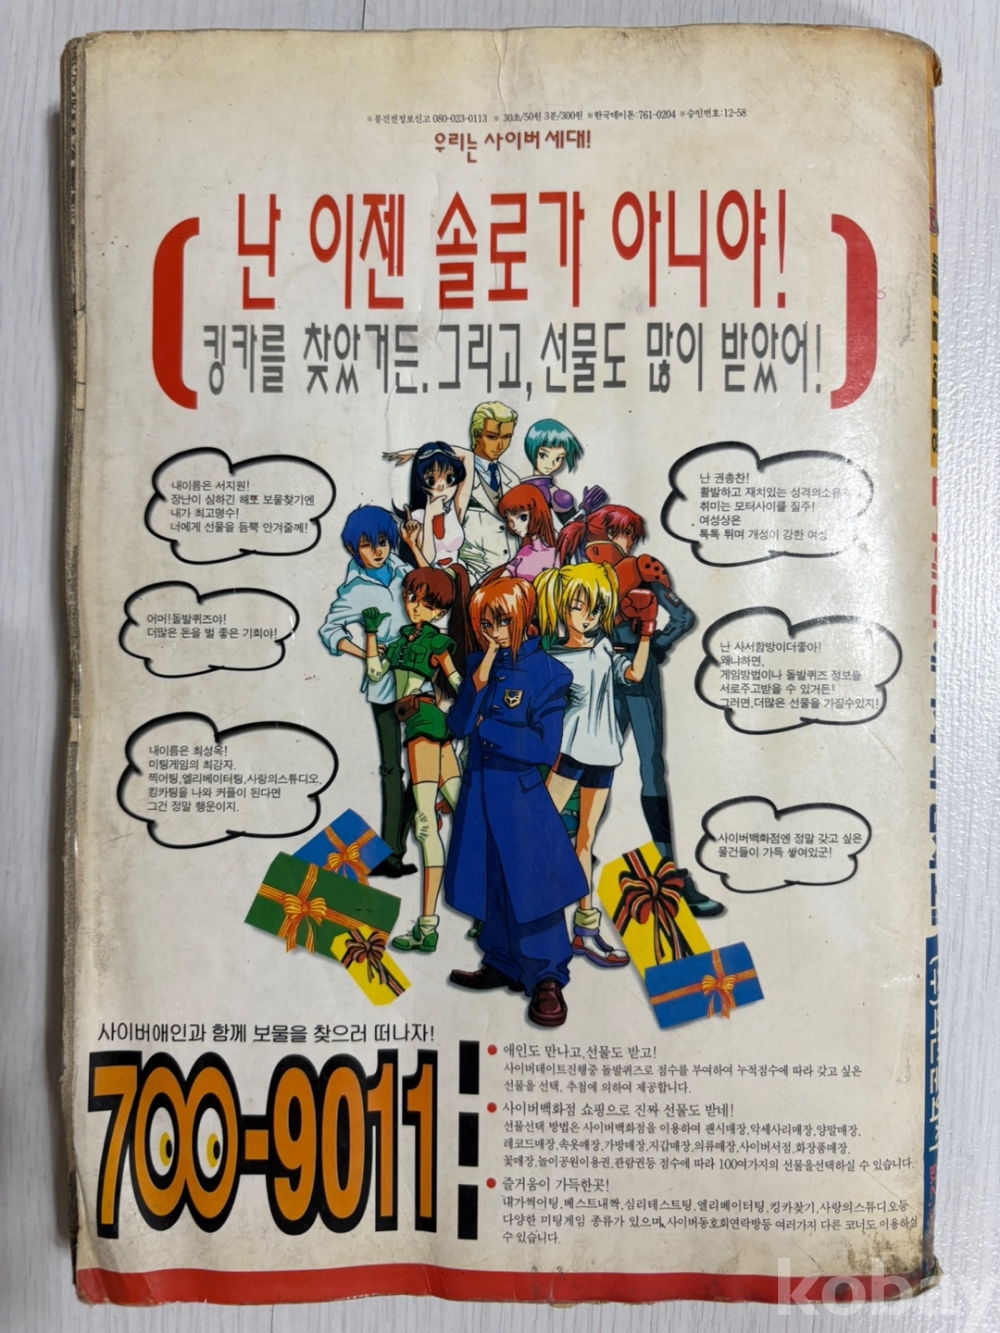 ※물건전정보신고 080-023-0113 ※ 30초/50원 3분/300원 ※한국데이톤:761-0204 ※승인번호:12-58
우리는 사이버 세대!
난 이젠 솔로가 아니야!
킹카를 찾았거든.그리고,선물도 많이 받았어!
내이름은 서지원!
장난이 심하긴 해또 보물찾기엔
내가 최고명수!
너에게 선물을 듬뿍 안겨줄께!
난 권총찬!
활발하고 재치있는 성격의소유자
취미는 모터사이클 질주!
여성상은
톡톡 튀며 개성이 강한 여성
어머!돌발퀴즈야!
더많은 돈을 벌 좋은 기회야!
난 사서함방이더좋아!
왜냐하면,
게임방법이나 돌발퀴즈 정보를
서로주고받을 수 있거든!
그러면,더많은 선물을 가질수있지!
내이름은 최성옥!
미팅게임의 최강자.
찍어팅,엘리베이터팅,사랑의스튜디오,
킹카팅을 나와 커플이 된다면
그건 정말 행운이지.
사이버백화점엔 정말 갖고 싶은
물건들이 가득 쌓여있군!
사이버애인과 함께 보물을 찾으러 떠나자!
700-9011
● 애인도 만나고,선물도 받고!
사이버데이트진행중 돌발퀴즈로 점수를 부여하여 누적점수에 따라 갖고 싶은
선물을 선택, 추첨에 의하여 제공합니다.
● 사이버백화점 쇼핑으로 진짜 선물도 받네!
선물선택 방법은 사이버백화점을 이용하여 팬시매장,악세사리매장,양말매장,
레코드매장,속옷매장,가방매장,지갑매장,의류매장,사이버서점,화장품매장,
꽃매장,놀이공원이용권,관람권등 점수에 따라 100여가지의 선물을선택하실 수 있습니다.
● 즐거움이 가득한곳!
내가찍어팅, 베스트내짝, 심리테스트팅,엘리베이터팅,킹카찾기,사랑의스튜디오등
다양한 미팅게임 종류가 있으며,사이버동호회연락방등 여러가지 다른 코너도 이용하실
수 있습니다.
kobay